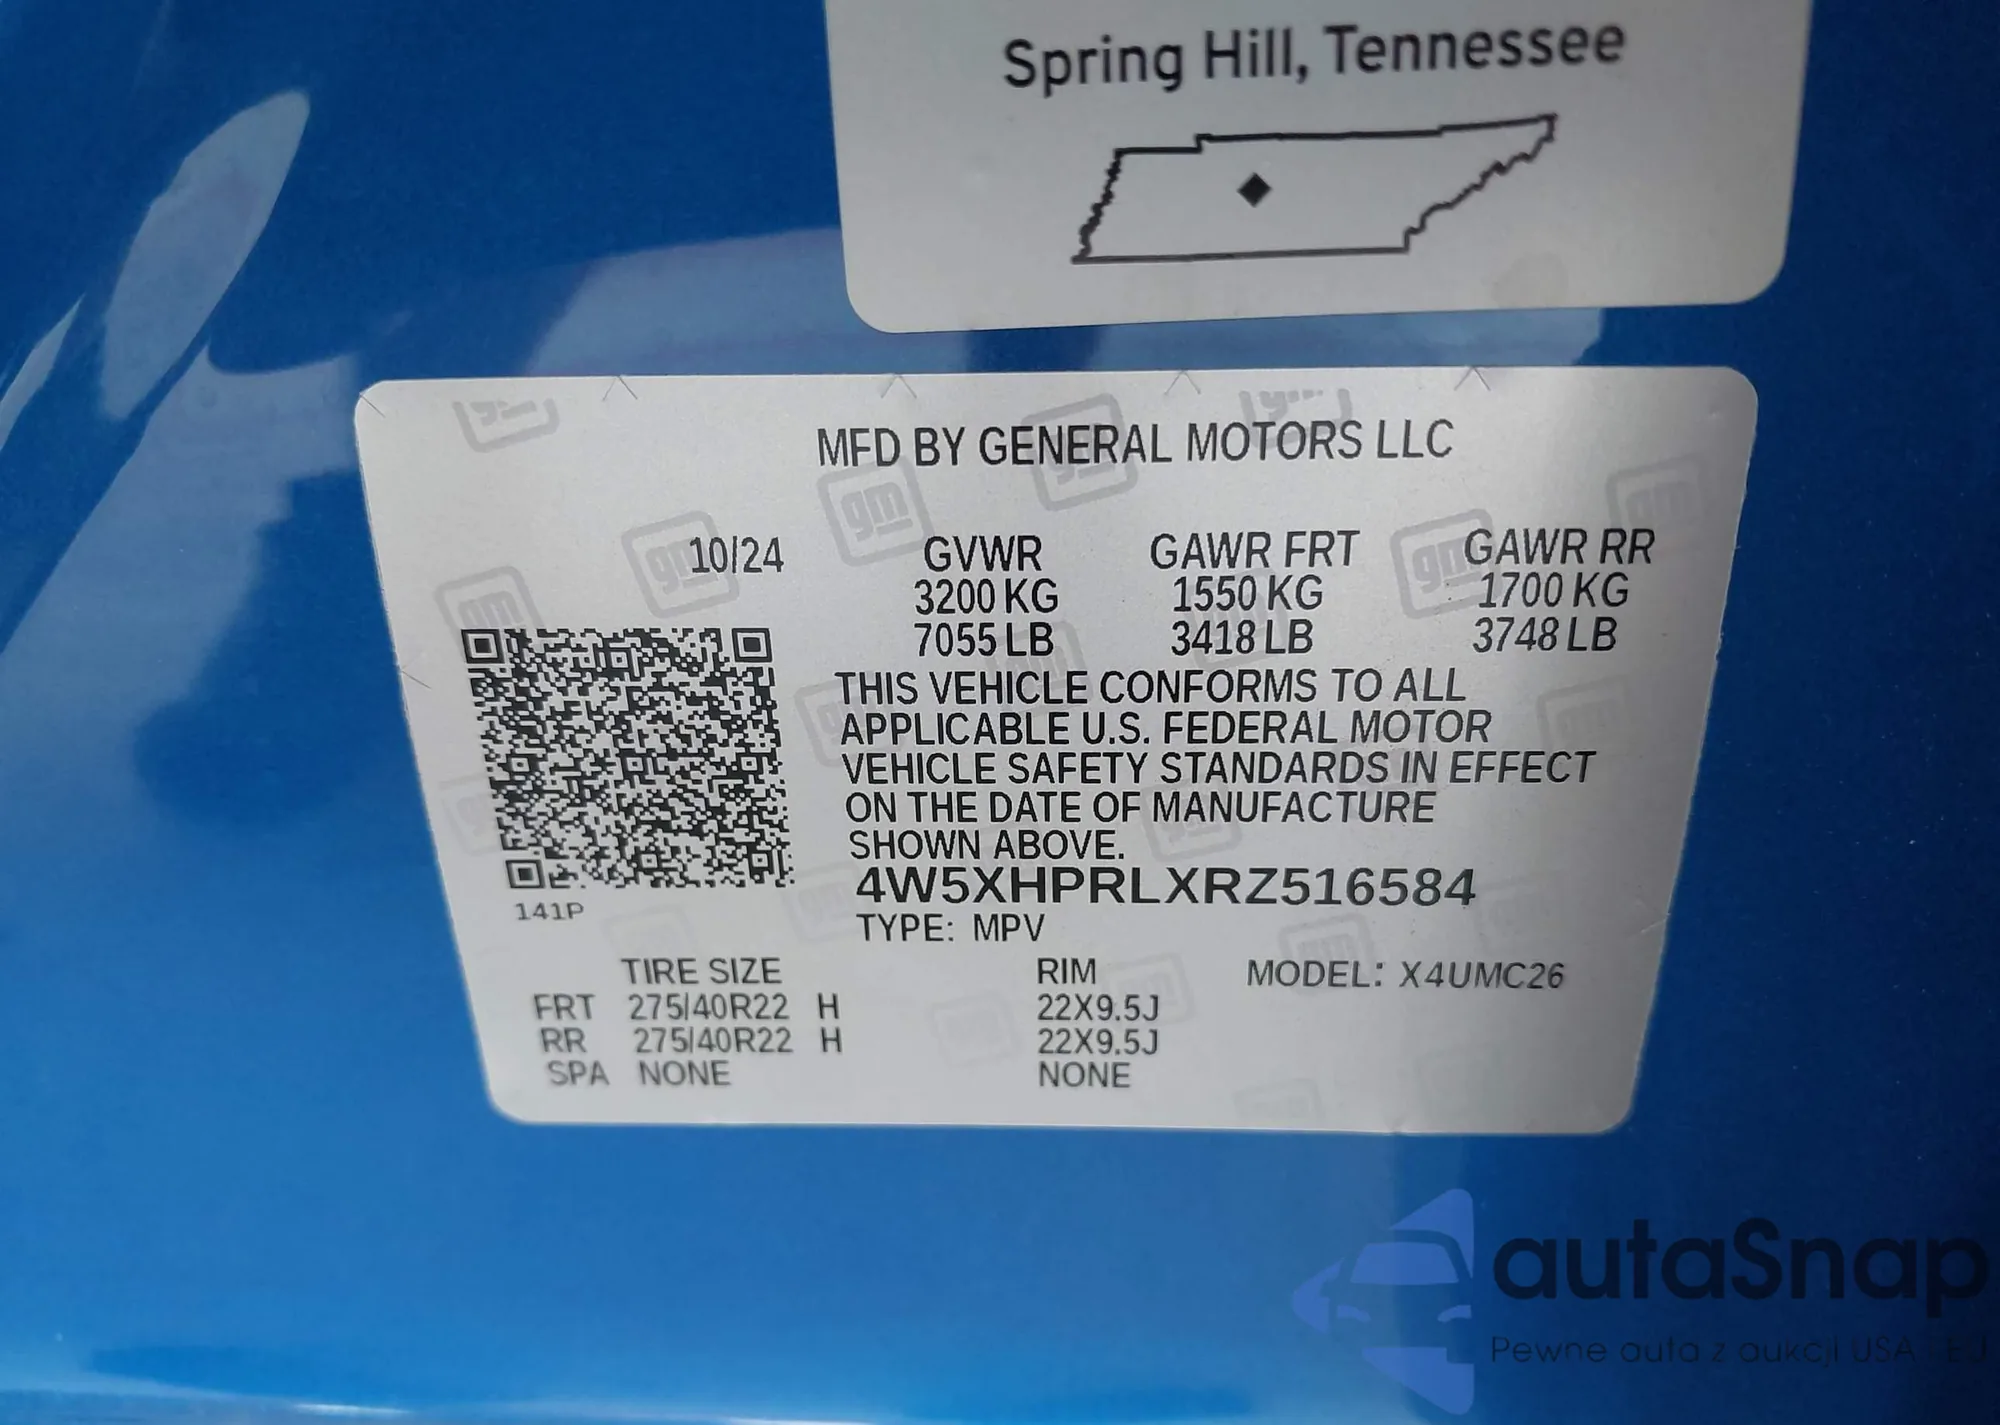 Spring Hill, Tennessee
MFD BY GENERAL MOTORS LLC
10/24 GVWR GAWR FRT GAWR RR
3200 KG 1550 KG 1700 KG
7055 LB 3418 LB 3748 LB
THIS VEHICLE CONFORMS TO ALL
APPLICABLE U.S. FEDERAL MOTOR
VEHICLE SAFETY STANDARDS IN EFFECT
ON THE DATE OF MANUFACTURE
SHOWN ABOVE.
4W5XHPRLXRZ516584
141P
TYPE: MPV
TIRE SIZE RIM MODEL: X4UMC26
FRT 275/40R22 H 22X9.5J
RR 275/40R22 H 22X9.5J
SPA NONE NONE
gm
autaSnap
Pewne auta z aukcji USA - EU